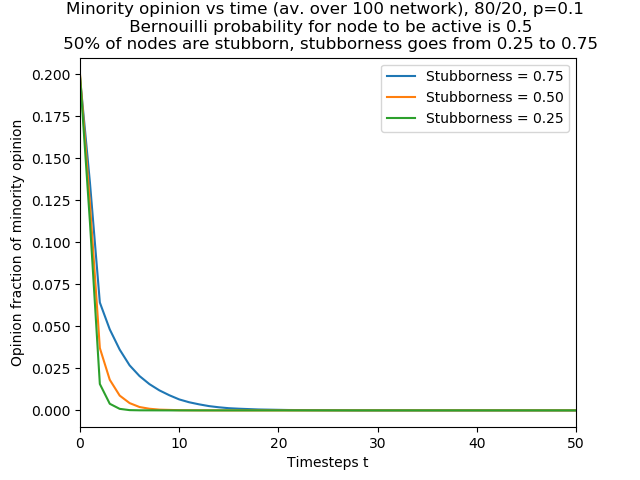 Minority opinion vs time (av. over 100 network), 80/20, p=0.1
Bernouilli probability for node to be active is 0.5
50% of nodes are stubborn, stubborness goes from 0.25 to 0.75
Stubborness = 0.75
Stubborness = 0.50
Stubborness = 0.25
Opinion fraction of minority opinion
0.200
0.175
0.150
0.125
0.100
0.075
0.050
0.025
0.000
0
10
20
30
40
50
Timesteps t